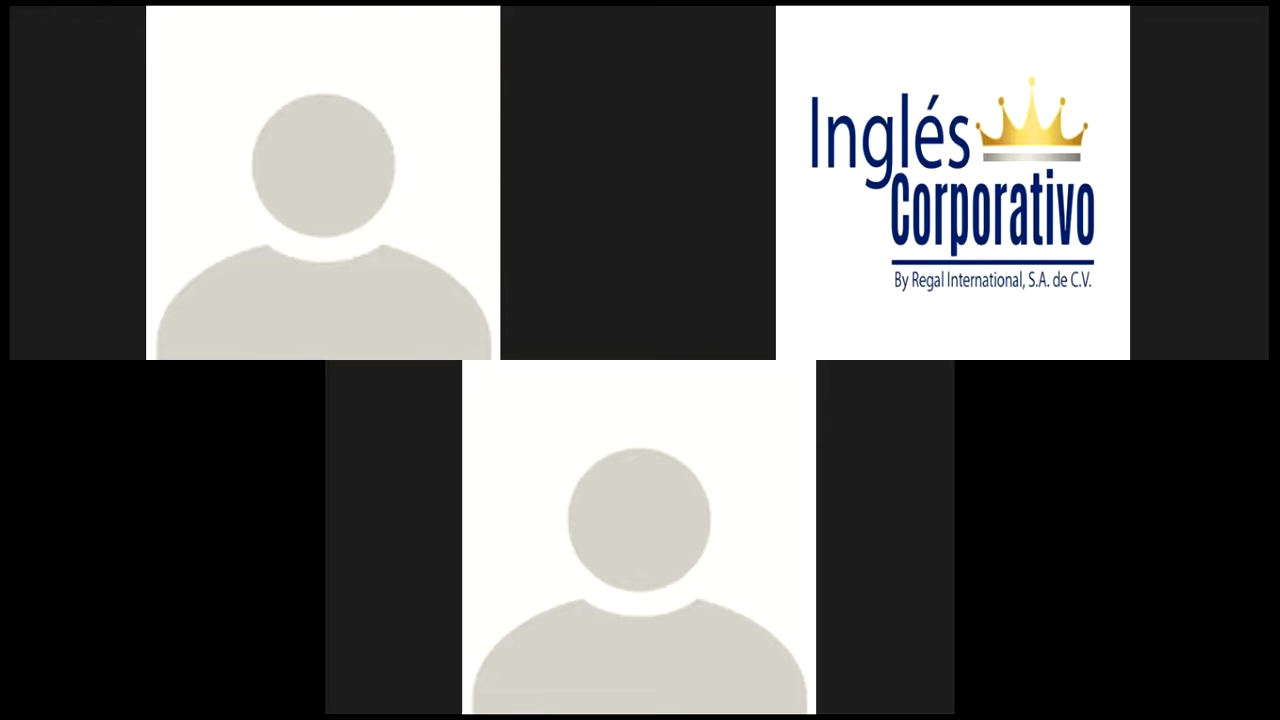 Inglés
Corporativo
By Regal International, S.A. de C.V.